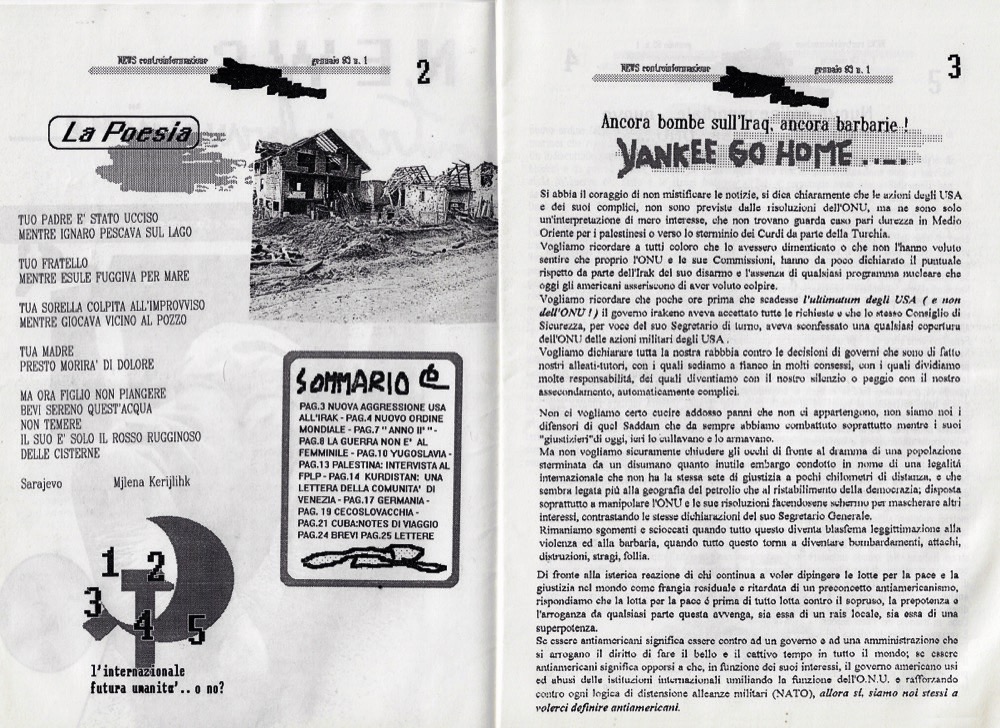 NEWS controinformazione gennaio 93 n. 1 2
La Poesia
TUO PADRE E' STATO UCCISO
MENTRE IGNARO PESCAVA SUL LAGO
TUO FRATELLO
MENTRE ESULE FUGGIVA PER MARE
TUA SORELLA COLPITA ALL'IMPROVVISO
MENTRE GIOCAVA VICINO AL POZZO
TUA MADRE
PRESTO MORIRA' DI DOLORE
MA ORA FIGLIO NON PIANGERE
BEVI SERENO QUEST'ACQUA
NON TEMERE
IL SUO E' SOLO IL ROSSO RUGGINOSO
DELLE CISTERNE
Sarajevo Mjlena Kerijlihk
SOMMARIO
PAG.3 NUOVA AGGRESSIONE USA
ALL'IRAK - PAG.4 NUOVO ORDINE
MONDIALE - PAG.7 "ANNO II°" -
PAG.8 LA GUERRA NON E' AL
FEMMINILE - PAG.10 YUGOSLAVIA -
PAG.13 PALESTINA: INTERVISTA AL
FPLP - PAG.14 KURDISTAN: UNA
LETTERA DELLA COMUNITA' DI
VENEZIA - PAG.17 GERMANIA -
PAG. 19 CECOSLOVACCHIA -
PAG.21 CUBA:NOTES DI VIAGGIO
PAG.24 BREVI PAG.25 LETTERE
1 2
3
4 5
l'internazionale
futura umanita'.. o no?
NEWS controinformazione gennaio 93 n. 1 3
Ancora bombe sull'Iraq, ancora barbarie !
YANKEE GO HOME .....
Si abbia il coraggio di non mistificare le notizie, si dica chiaramente che le azioni degli USA
e dei suoi complici, non sono previste dalle risoluzioni dell'ONU, ma ne sono solo
un'interpretazione di mero interesse, che non trovano guarda caso pari durezza in Medio
Oriente per i palestinesi o verso lo sterminio dei Curdi da parte della Turchia.
Vogliamo ricordare a tutti coloro che lo avessero dimenticato o che non l'hanno voluto
sentire che proprio l'ONU e le sue Commissioni, hanno da poco dichiarato il puntuale
rispetto da parte dell'Irak del suo disarmo e l'assenza di qualsiasi programma nucleare che
oggi gli americani asseriscono di aver voluto colpire.
Vogliamo ricordare che poche ore prima che scadesse l'ultimatum degli USA ( e non
dell'ONU ! ) il governo irakeno aveva accettato tutte le richieste e che lo stesso Consiglio di
Sicurezza, per voce del suo Segretario di turno, aveva sconfessato una qualsiasi copertura
dell'ONU delle azioni militari degli USA .
Vogliamo dichiarare tutta la nostra rabbbia contro le decisioni di governi che sono di fatto
nostri alleati-tutori, con i quali sediamo a fianco in molti consessi, con i quali dividiamo
molte responsabilità, dei quali diventiamo con il nostro silenzio o peggio con il nostro
assecondamento, automaticamente complici.
Non ci vogliamo certo cucire addosso panni che non ci appartengono, non siamo noi i
difensori di quel Saddam che da sempre abbiamo combattuto soprattutto mentre i suoi
"giustizieri"di oggi, ieri lo cullavano e lo armavano.
Ma non vogliamo sicuramente chiudere gli occhi di fronte al dramma di una popolazione
sterminata da un disumano quanto inutile embargo condotto in nome di una legalità
internazionale che non ha la stessa sete di giustizia a pochi chilometri di distanza, e che
sembra legata più alla geografia del petrolio che al ristabilimento della democrazia; disposta
soprattutto a manipolare l'ONU e le sue risoluzioni facendosene schermo per mascherare altri
interessi, contrastando le stesse dichiarazioni del suo Segretario Generale.
Rimaniamo sgomenti e scioccati quando tutto questo diventa blasfema leggittimazione alla
violenza ed alla barbaria, quando tutto questo torna a diventare bombardamenti, attachi,
distruzioni, stragi, follia.
Di fronte alla isterica reazione di chi continua a voler dipingere le lotte per la pace e la
giustizia nel mondo come frangia residuale e ritardata di un preconcetto antiamericanismo,
rispondiamo che la lotta per la pace é prima di tutto lotta contro il sopruso, la prepotenza e
l'arroganza da qualsiasi parte questa avvenga, sia essa di un rais locale, sia essa di una
superpotenza.
Se essere antiamericani significa essere contro ad un governo e ad una amministrazione che
si arrogano il diritto di fare il bello e il cattivo tempo in tutto il mondo; se essere
antiamericani significa opporsi a che, in funzione dei suoi interessi, il governo americano usi
ed abusi delle istituzioni internazionali umiliando la funzione dell'O.N.U. e rafforzando
contro ogni logica di distensione alleanze militari (NATO), allora sì, siamo noi stessi a
volerci definire antiamericani.